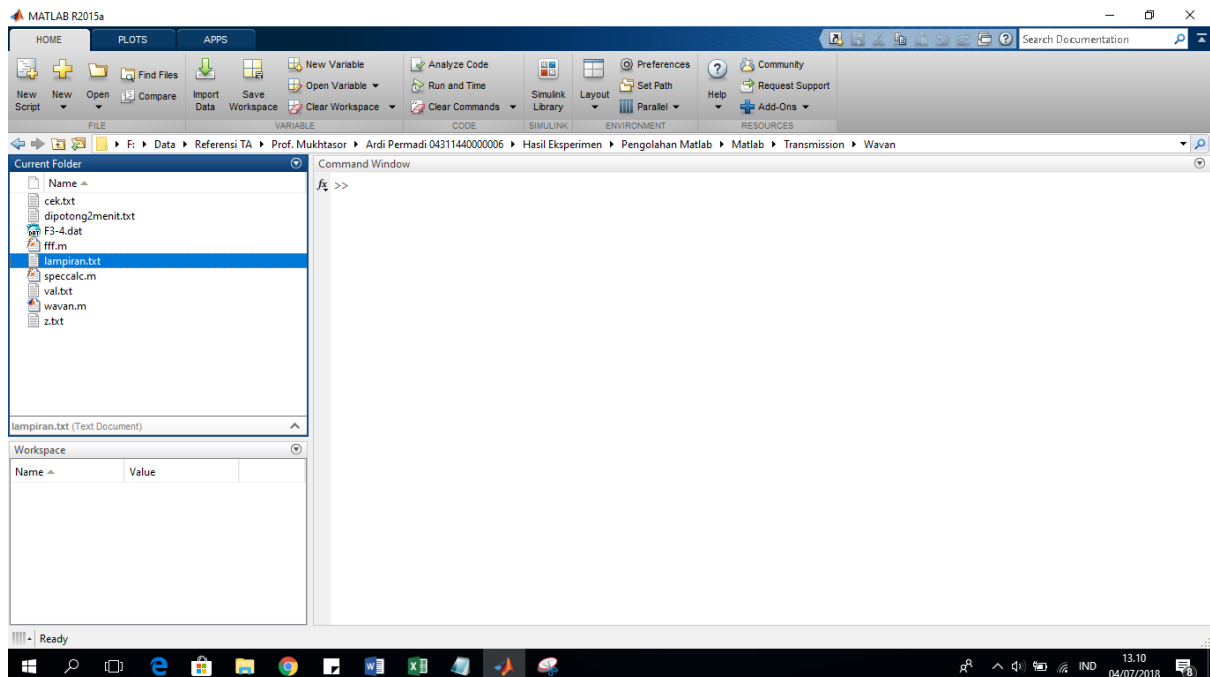 MATLAB R2015a
HOME PLOTS APPS Search Documentation
New Script
New
Open
Find Files
Compare
Import Data
Save Workspace
New Variable
Open Variable
Clear Workspace
Analyze Code
Run and Time
Clear Commands
Simulink Library
Layout
Preferences
Set Path
Parallel
Help
Community
Request Support
Add-Ons
FILE VARIABLE CODE SIMULINK ENVIRONMENT RESOURCES
F: Data Referensi TA Prof. Mukhtasor Ardi Permadi 04311440000006 Hasil Eksperimen Pengolahan Matlab Matlab Transmission Wavan
Current Folder
Name
cek.txt
dipotong2menit.txt
F3-4.dat
fff.m
lampiran.txt
speccalc.m
val.txt
wavan.m
z.txt
lampiran.txt (Text Document)
Workspace
Name Value
Command Window
fx >>
Ready
IND
13.10
04/07/2018
8